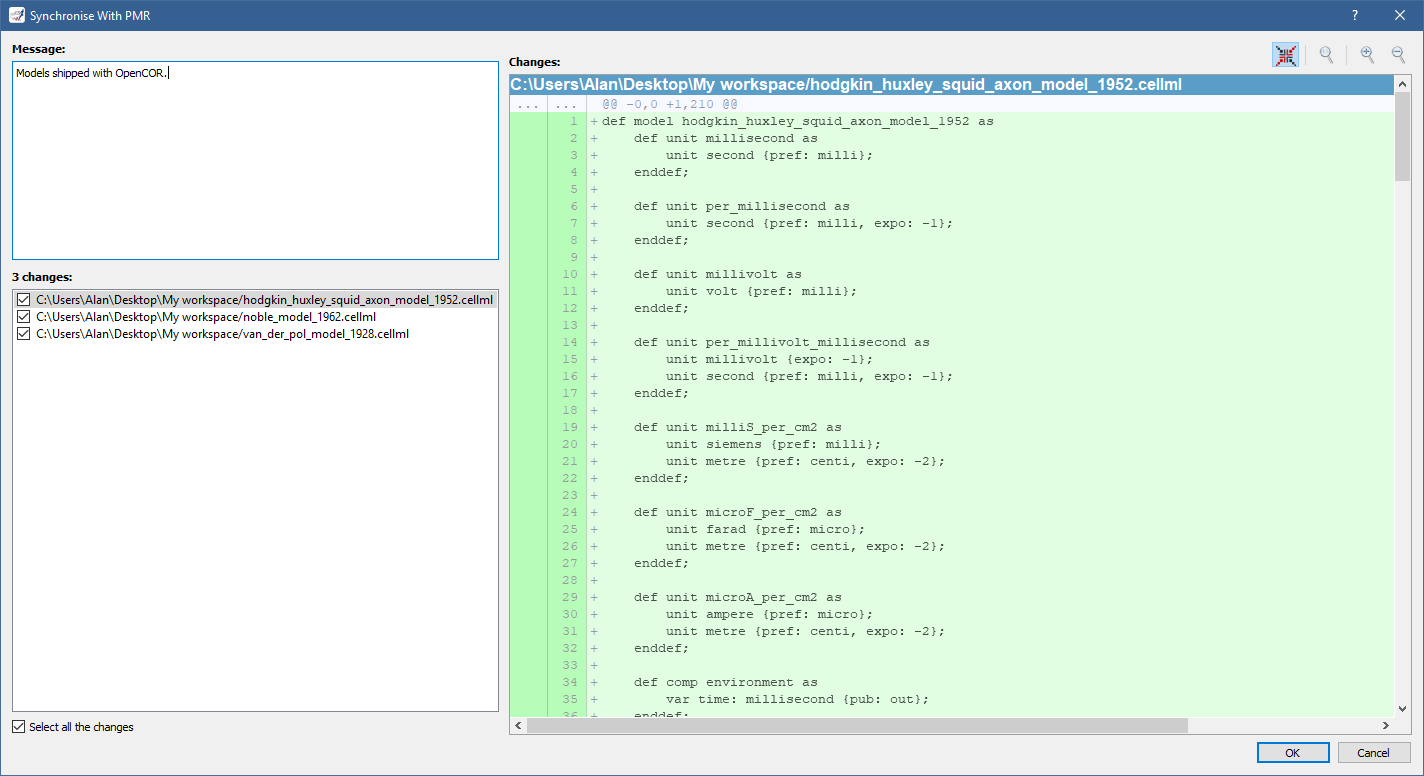 Synchronise With PMR
Message:
Models shipped with OpenCOR.
3 changes:
C:\Users\Alan\Desktop\My workspace/hodgkin_huxley_squid_axon_model_1952.cellml
C:\Users\Alan\Desktop\My workspace/noble_model_1962.cellml
C:\Users\Alan\Desktop\My workspace/van_der_pol_model_1928.cellml
Select all the changes
Changes:
C:\Users\Alan\Desktop\My workspace/hodgkin_huxley_squid_axon_model_1952.cellml
... ... @@ -0,0 +1,210 @@
1 +def model hodgkin_huxley_squid_axon_model_1952 as
2 +    def unit millisecond as
3 +        unit second {pref: milli};
4 +    enddef;
5 +
6 +    def unit per_millisecond as
7 +        unit second {pref: milli, expo: -1};
8 +    enddef;
9 +
10 +    def unit millivolt as
11 +        unit volt {pref: milli};
12 +    enddef;
13 +
14 +    def unit per_millivolt_millisecond as
15 +        unit millivolt {expo: -1};
16 +        unit second {pref: milli, expo: -1};
17 +    enddef;
18 +
19 +    def unit milliS_per_cm2 as
20 +        unit siemens {pref: milli};
21 +        unit metre {pref: centi, expo: -2};
22 +    enddef;
23 +
24 +    def unit microF_per_cm2 as
25 +        unit farad {pref: micro};
26 +        unit metre {pref: centi, expo: -2};
27 +    enddef;
28 +
29 +    def unit microA_per_cm2 as
30 +        unit ampere {pref: micro};
31 +        unit metre {pref: centi, expo: -2};
32 +    enddef;
33 +
34 +    def comp environment as
35 +        var time: millisecond {pub: out};
36 +    enddef;
OK
Cancel